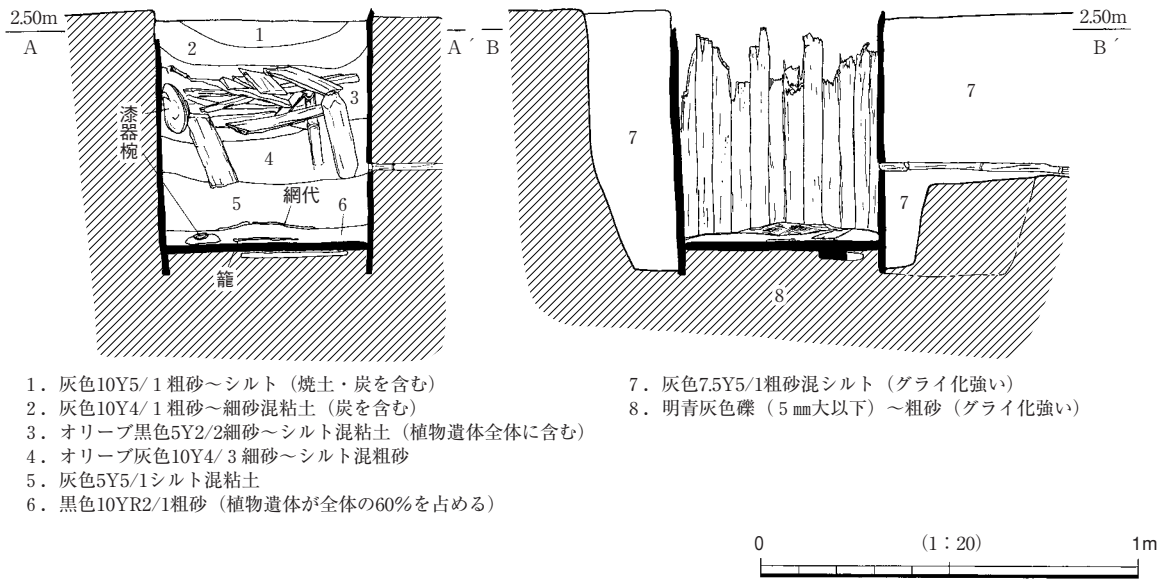 2.50m
A
A´
B
2.50m
B´
1
2
3
4
5
6
漆器椀
網代
籠
7
7
7
8
1．灰色10Y5/1粗砂～シルト（焼土・炭を含む）
2．灰色10Y4/1粗砂～細砂混粘土（炭を含む）
3．オリーブ黒色5Y2/2細砂～シルト混粘土（植物遺体全体に含む）
4．オリーブ灰色10Y4/3細砂～シルト混粗砂
5．灰色5Y5/1シルト混粘土
6．黒色10YR2/1粗砂（植物遺体が全体の60％を占める）
7．灰色7.5Y5/1粗砂混シルト（グライ化強い）
8．明青灰色礫（5㎜大以下）～粗砂（グライ化強い）
0 (1：20) 1m